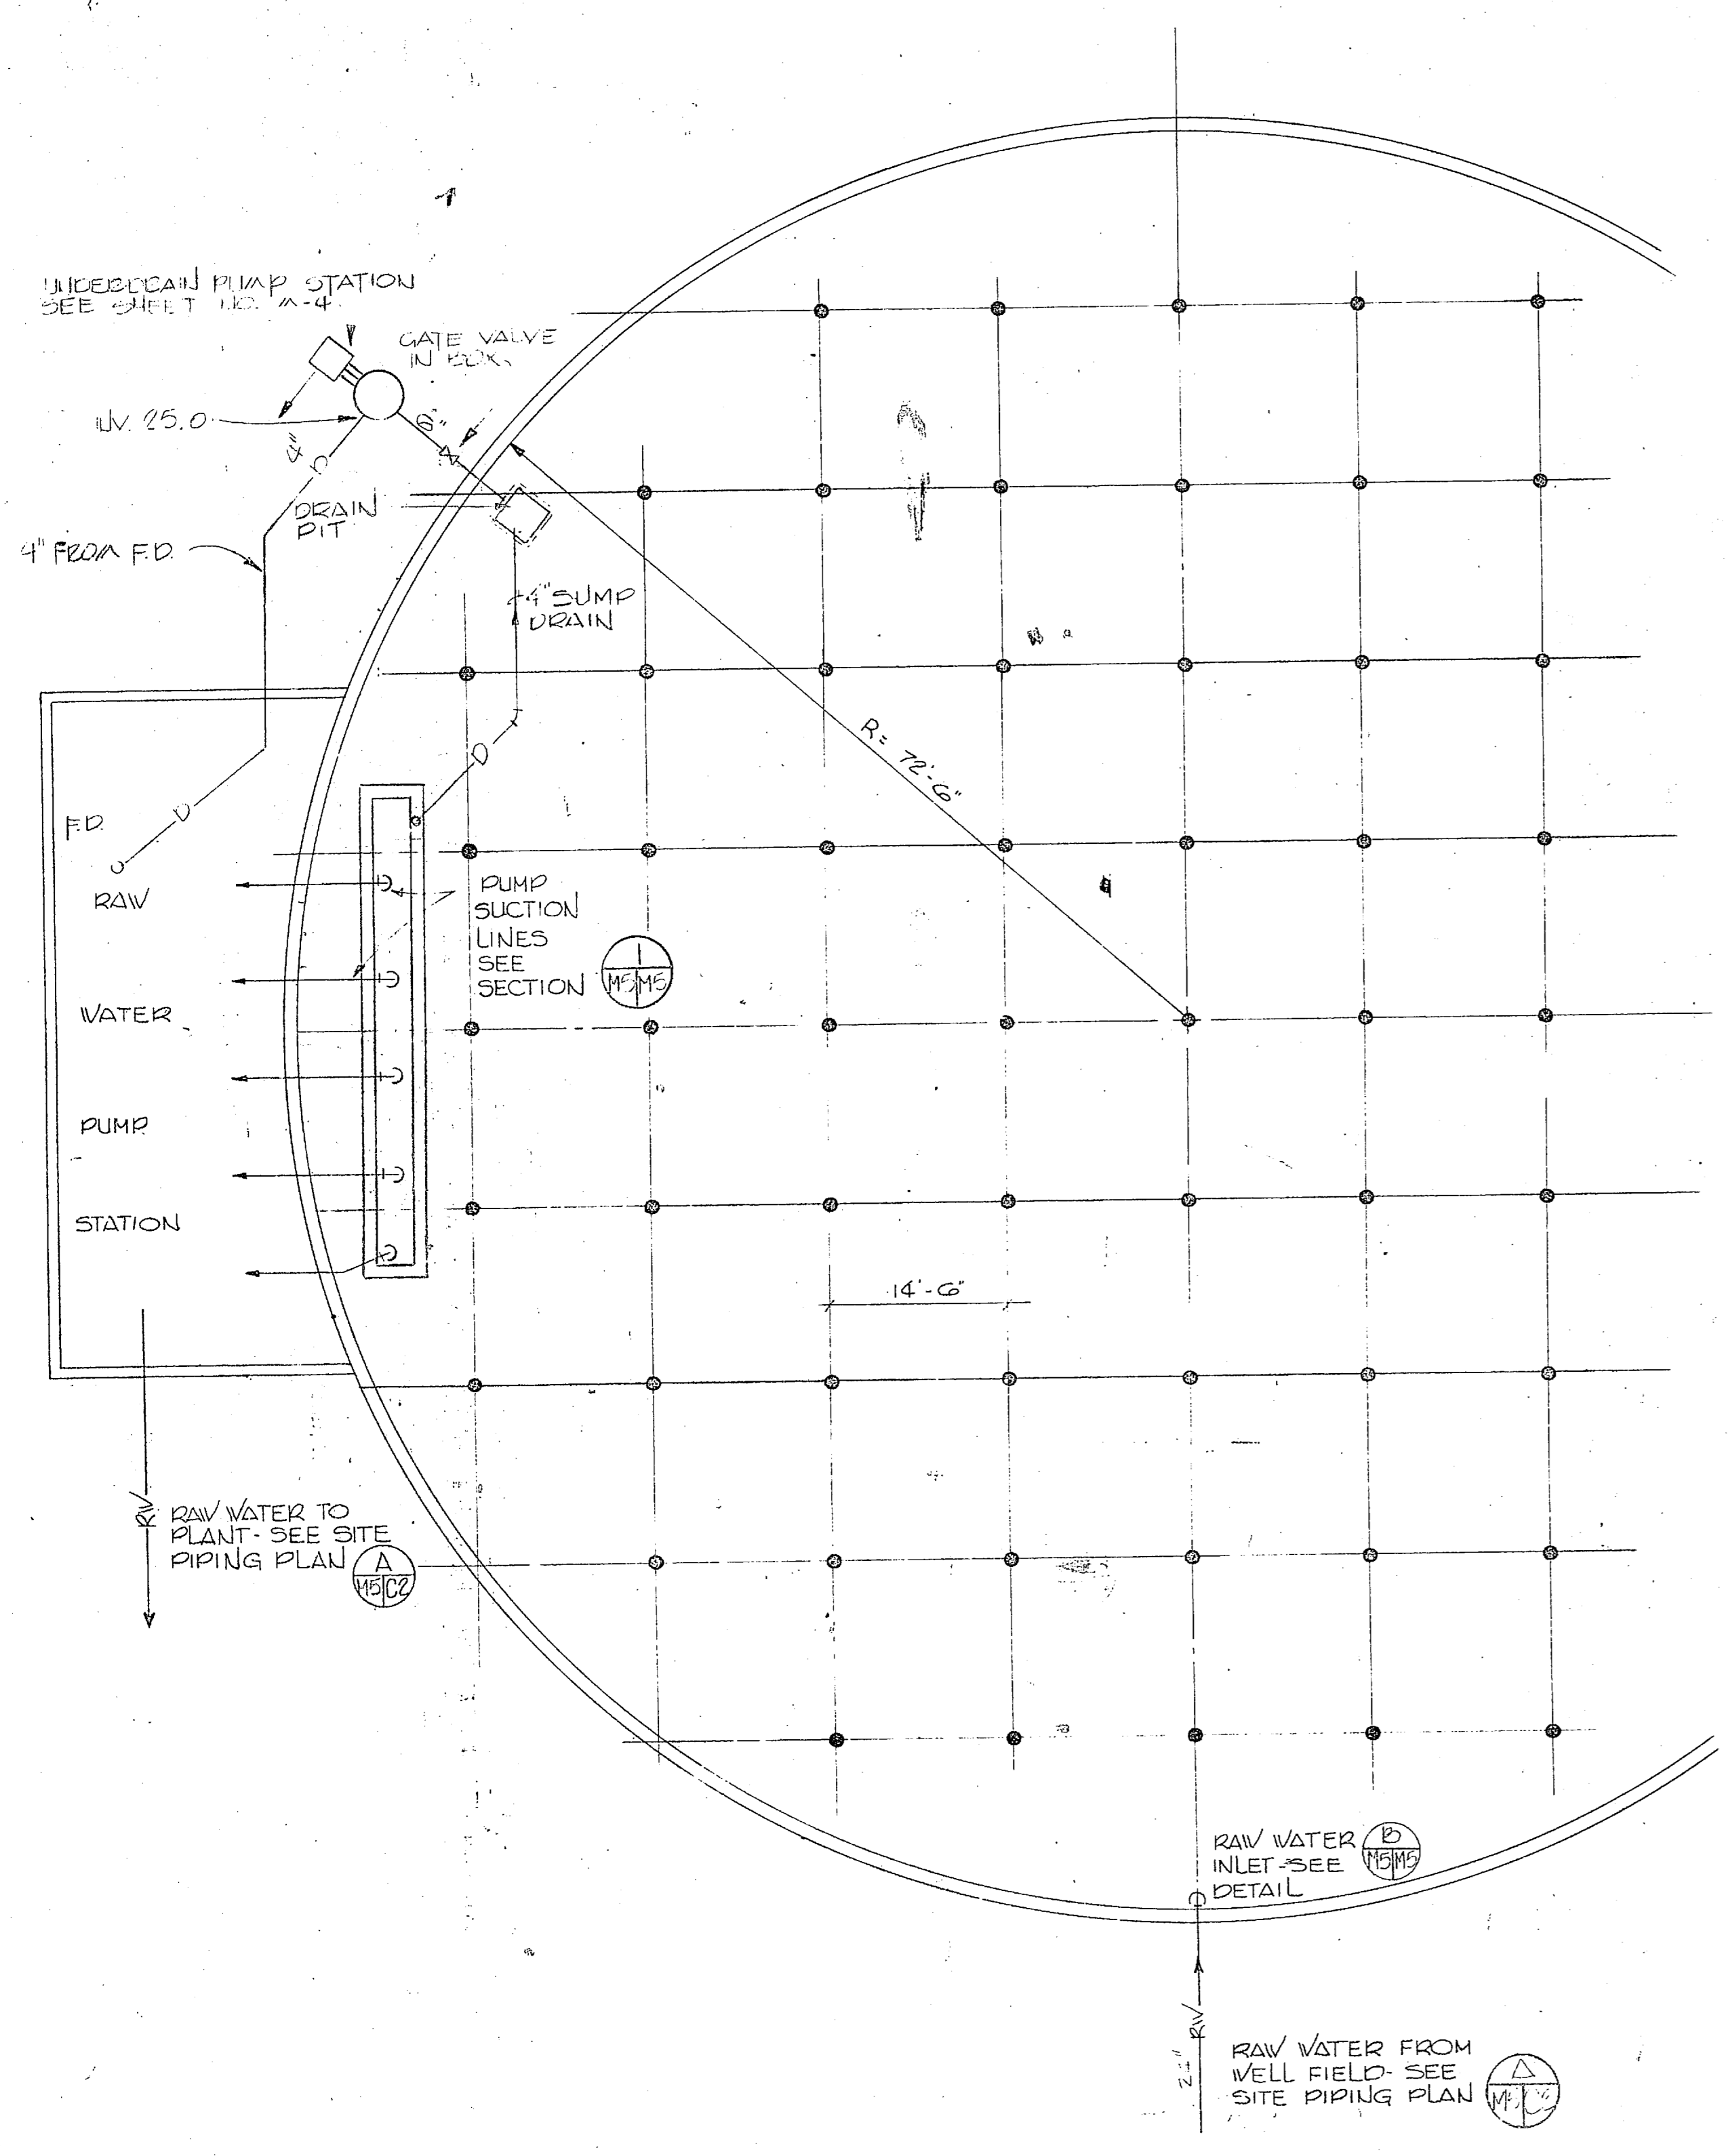 UNDERDRAIN PUMP STATION
SEE SHEET NO. M-4
GATE VALVE
IN BOX
INV. 25.0
6"
4"
D
DRAIN
PIT
4" FROM F.D.
4" SUMP
DRAIN
R= 72'-6"
D
D
F.D.
RAW
WATER
PUMP
STATION
PUMP
SUCTION
LINES
SEE
SECTION
1
M5 M5
14'-6"
RW
RAW WATER TO
PLANT- SEE SITE
PIPING PLAN
A
M5 C2
RAW WATER
INLET-SEE
DETAIL
B
M5 M5
RW
RAW WATER FROM
WELL FIELD- SEE
SITE PIPING PLAN